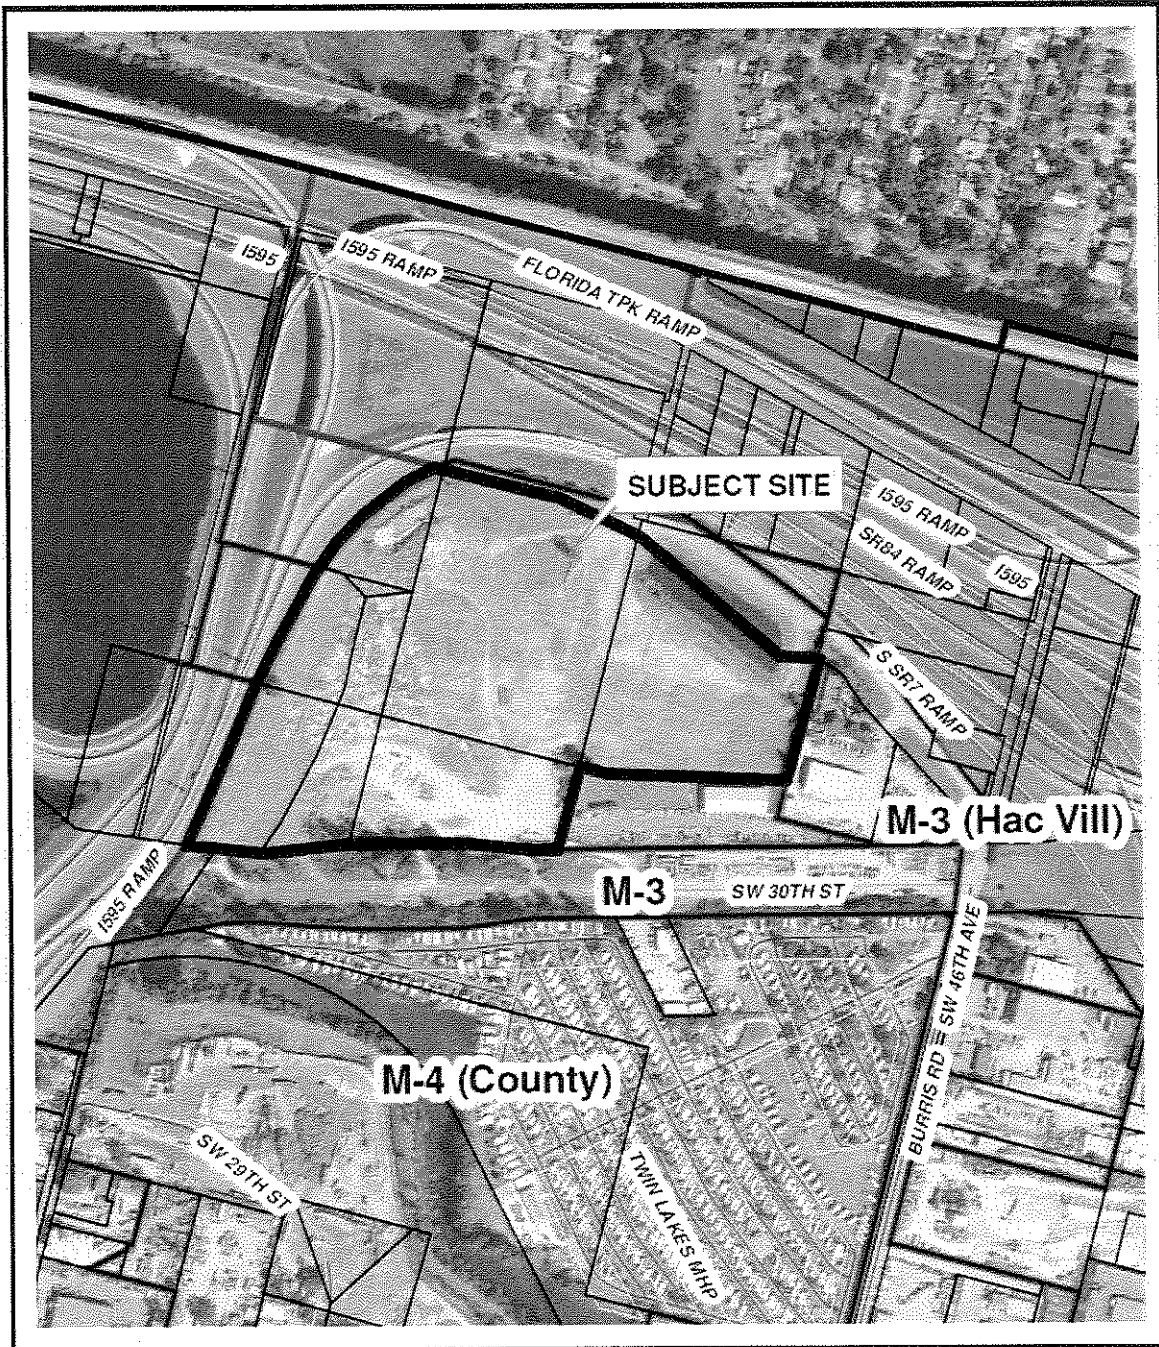 I595
I595 RAMP
FLORIDA TPK RAMP
SUBJECT SITE
I595 RAMP
SR84 RAMP
I595
S SR7 RAMP
M-3 (Hac Vill)
I595 RAMP
M-3
SW 30TH ST
BURRIS RD = SW 46TH AVE
M-4 (County)
SW 29TH ST
TWIN LAKES MHP